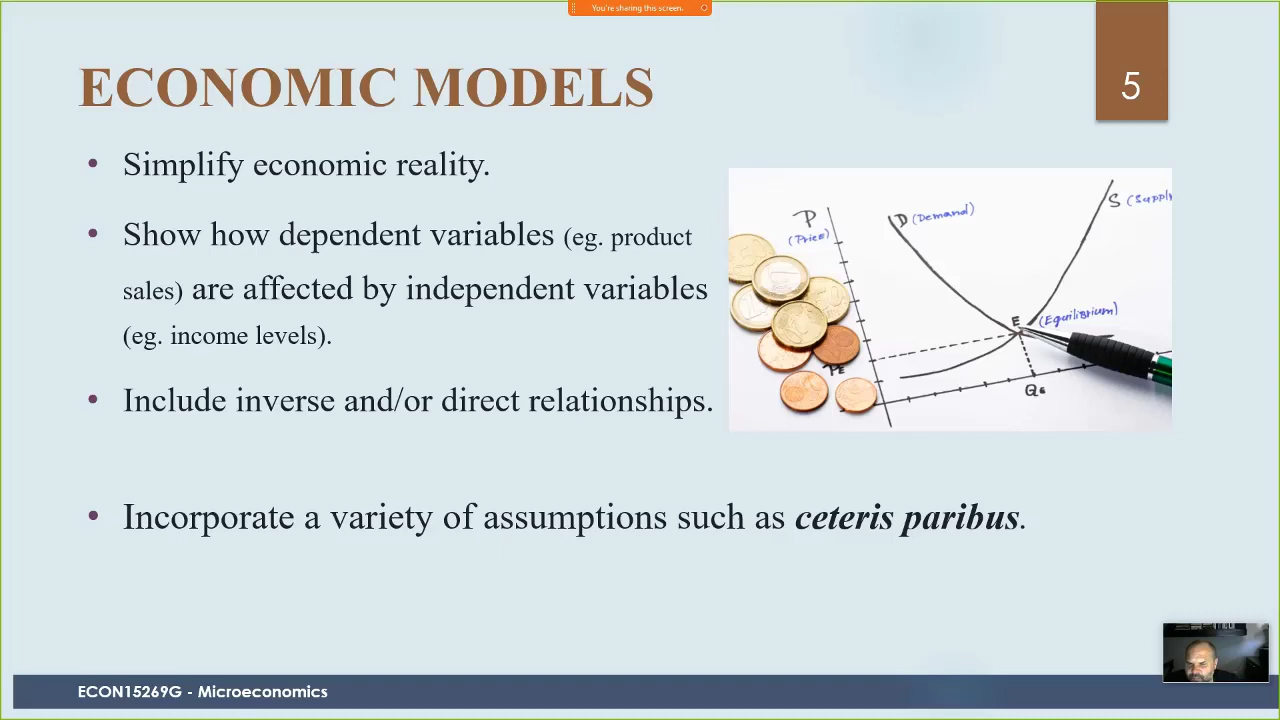 You're sharing this screen.
ECONOMIC MODELS
5
• Simplify economic reality.
• Show how dependent variables (eg. product
sales) are affected by independent variables
(eg. income levels).
• Include inverse and/or direct relationships.
P
(Price)
D (Demand)
S (Supply
E (Equilibrium)
PE
QE
• Incorporate a variety of assumptions such as ceteris paribus.
ECON15269G - Microeconomics